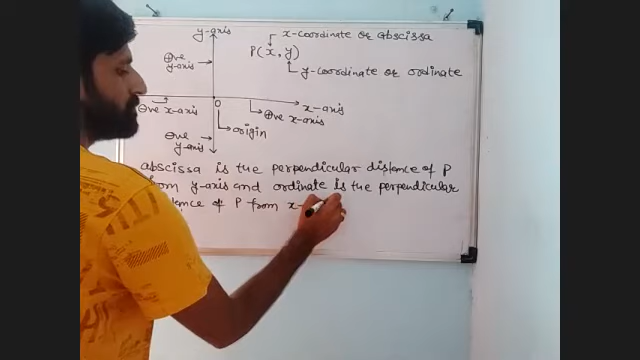 y-axis
x-coordinate or abscissa
P(x, y)
⊕ve
y-axis
y-coordinate or ordinate
⊖ve x-axis
O
x-axis
⊕ve x-axis
origin
⊖ve
y-axis
abscissa is the perpendicular distance of P
from y-axis and ordinate is the perpendicular
of P from x-